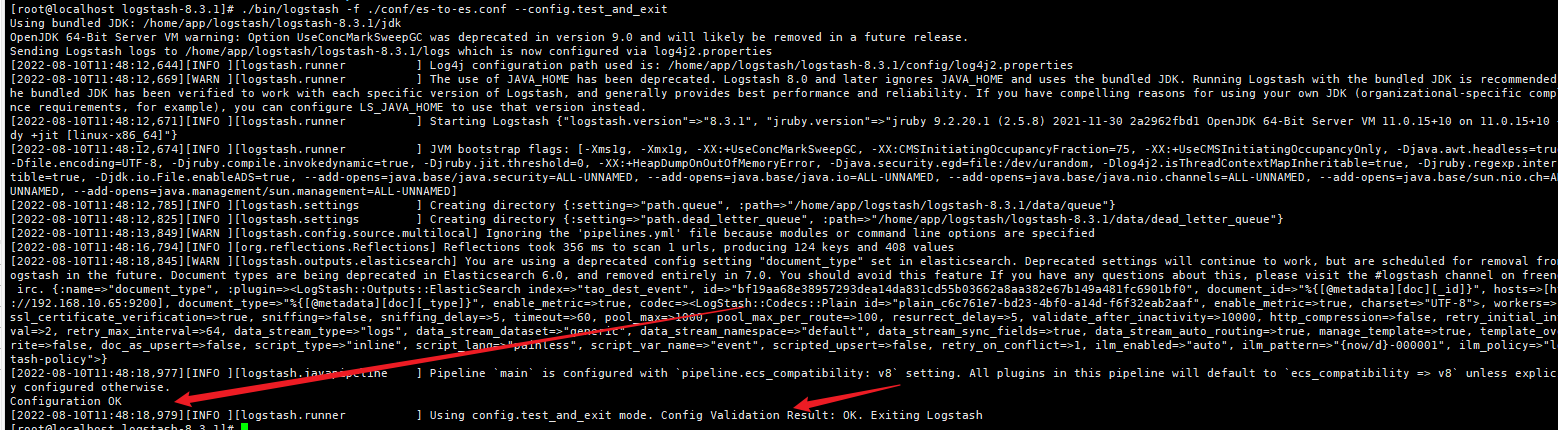 [root@localhost logstash-8.3.1]# ./bin/logstash -f ./conf/es-to-es.conf --config.test_and_exit
Using bundled JDK: /home/app/logstash/logstash-8.3.1/jdk
OpenJDK 64-Bit Server VM warning: Option UseConcMarkSweepGC was deprecated in version 9.0 and will likely be removed in a future release.
Sending Logstash logs to /home/app/logstash/logstash-8.3.1/logs which is now configured via log4j2.properties
[2022-08-10T11:48:12,644][INFO ][logstash.runner          ] Log4j configuration path used is: /home/app/logstash/logstash-8.3.1/config/log4j2.properties
[2022-08-10T11:48:12,669][WARN ][logstash.runner          ] The use of JAVA_HOME has been deprecated. Logstash 8.0 and later ignores JAVA_HOME and uses the bundled JDK. Running Logstash with the bundled JDK is recommended
he bundled JDK has been verified to work with each specific version of Logstash, and generally provides best performance and reliability. If you have compelling reasons for using your own JDK (organizational-specific comp
nce requirements, for example), you can configure LS_JAVA_HOME to use that version instead.
[2022-08-10T11:48:12,671][INFO ][logstash.runner          ] Starting Logstash {"logstash.version"=>"8.3.1", "jruby.version"=>"jruby 9.2.20.1 (2.5.8) 2021-11-30 2a2962fbd1 OpenJDK 64-Bit Server VM 11.0.15+10 on 11.0.15+10
dy +jit [linux-x86_64]"}
[2022-08-10T11:48:12,674][INFO ][logstash.runner          ] JVM bootstrap flags: [-Xms1g, -Xmx1g, -XX:+UseConcMarkSweepGC, -XX:CMSInitiatingOccupancyFraction=75, -XX:+UseCMSInitiatingOccupancyOnly, -Djava.awt.headless=true
-Dfile.encoding=UTF-8, -Djruby.compile.invokedynamic=true, -Djruby.jit.threshold=0, -XX:+HeapDumpOnOutOfMemoryError, -Djava.security.egd=file:/dev/urandom, -Dlog4j2.isThreadContextMapInheritable=true, -Djruby.regexp.inter
tible=true, -Djdk.io.File.enableADS=true, --add-opens=java.base/java.security=ALL-UNNAMED, --add-opens=java.base/java.io=ALL-UNNAMED, --add-opens=java.base/java.nio.channels=ALL-UNNAMED, --add-opens=java.base/sun.nio.ch=A
UNNAMED, --add-opens=java.management/sun.management=ALL-UNNAMED]
[2022-08-10T11:48:12,785][INFO ][logstash.settings        ] Creating directory {:setting=>"path.queue", :path=>"/home/app/logstash/logstash-8.3.1/data/queue"}
[2022-08-10T11:48:12,825][INFO ][logstash.settings        ] Creating directory {:setting=>"path.dead_letter_queue", :path=>"/home/app/logstash/logstash-8.3.1/data/dead_letter_queue"}
[2022-08-10T11:48:13,849][WARN ][logstash.config.source.multilocal] Ignoring the 'pipelines.yml' file because modules or command line options are specified
[2022-08-10T11:48:16,794][INFO ][org.reflections.Reflections] Reflections took 356 ms to scan 1 urls, producing 124 keys and 408 values
[2022-08-10T11:48:18,845][WARN ][logstash.outputs.elasticsearch] You are using a deprecated config setting "document_type" set in elasticsearch. Deprecated settings will continue to work, but are scheduled for removal from
ogstash in the future. Document types are being deprecated in Elasticsearch 6.0, and removed entirely in 7.0. You should avoid this feature If you have any questions about this, please visit the #logstash channel on freen
irc. {:name=>"document_type", :plugin=><LogStash::Outputs::ElasticSearch index=>"tao_dest_event", id=>"bf19aa68e38957293dea14da831cd55b03662a8aa382e67b149a481fc6901bf0", document_id=>"%{[@metadata][doc][_id]}", hosts=>[h
://192.168.10.65:9200], document_type=>"%{[@metadata][doc][_type]}", enable_metric=>true, codec=><LogStash::Codecs::Plain id=>"plain_c6c761e7-bd23-4bf0-a14d-f6f32eab2aaf", enable_metric=>true, charset=>"UTF-8">, workers=>
ssl_certificate_verification=>true, sniffing=>false, sniffing_delay=>5, timeout=>60, pool_max=>1000, pool_max_per_route=>100, resurrect_delay=>5, validate_after_inactivity=>10000, http_compression=>false, retry_initial_in
val=>2, retry_max_interval=>64, data_stream_type=>"logs", data_stream_dataset=>"generic", data_stream_namespace=>"default", data_stream_sync_fields=>true, data_stream_auto_routing=>true, manage_template=>true, template_ov
rite=>false, doc_as_upsert=>false, script_type=>"inline", script_lang=>"painless", script_var_name=>"event", scripted_upsert=>false, retry_on_conflict=>1, ilm_enabled=>"auto", ilm_pattern=>"{now/d}-000001", ilm_policy=>"l
tash-policy">}
[2022-08-10T11:48:18,977][INFO ][logstash.javapipeline    ] Pipeline `main` is configured with `pipeline.ecs_compatibility: v8` setting. All plugins in this pipeline will default to `ecs_compatibility => v8` unless explic
y configured otherwise.
Configuration OK
[2022-08-10T11:48:18,979][INFO ][logstash.runner          ] Using config.test_and_exit mode. Config Validation Result: OK. Exiting Logstash
[root@localhost logstash-8.3.1]#